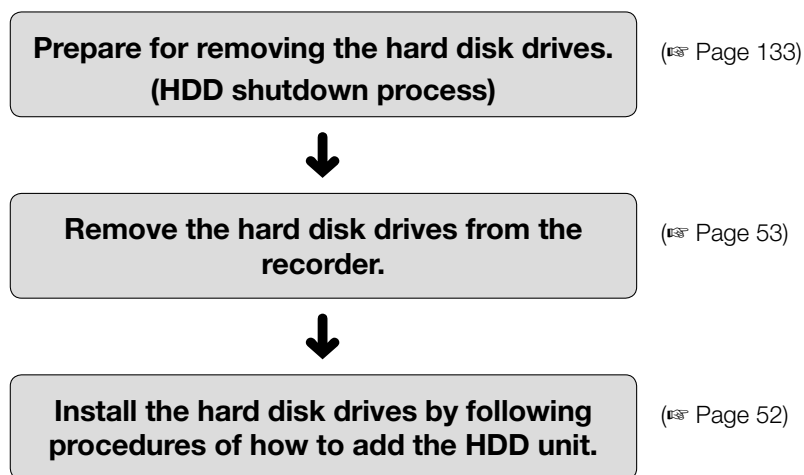 Prepare for removing the hard disk drives.
(☞ Page 133)
(HDD shutdown process)
Remove the hard disk drives from the
(☞ Page 53)
recorder.
Install the hard disk drives by following
(☞ Page 52)
procedures of how to add the HDD unit.